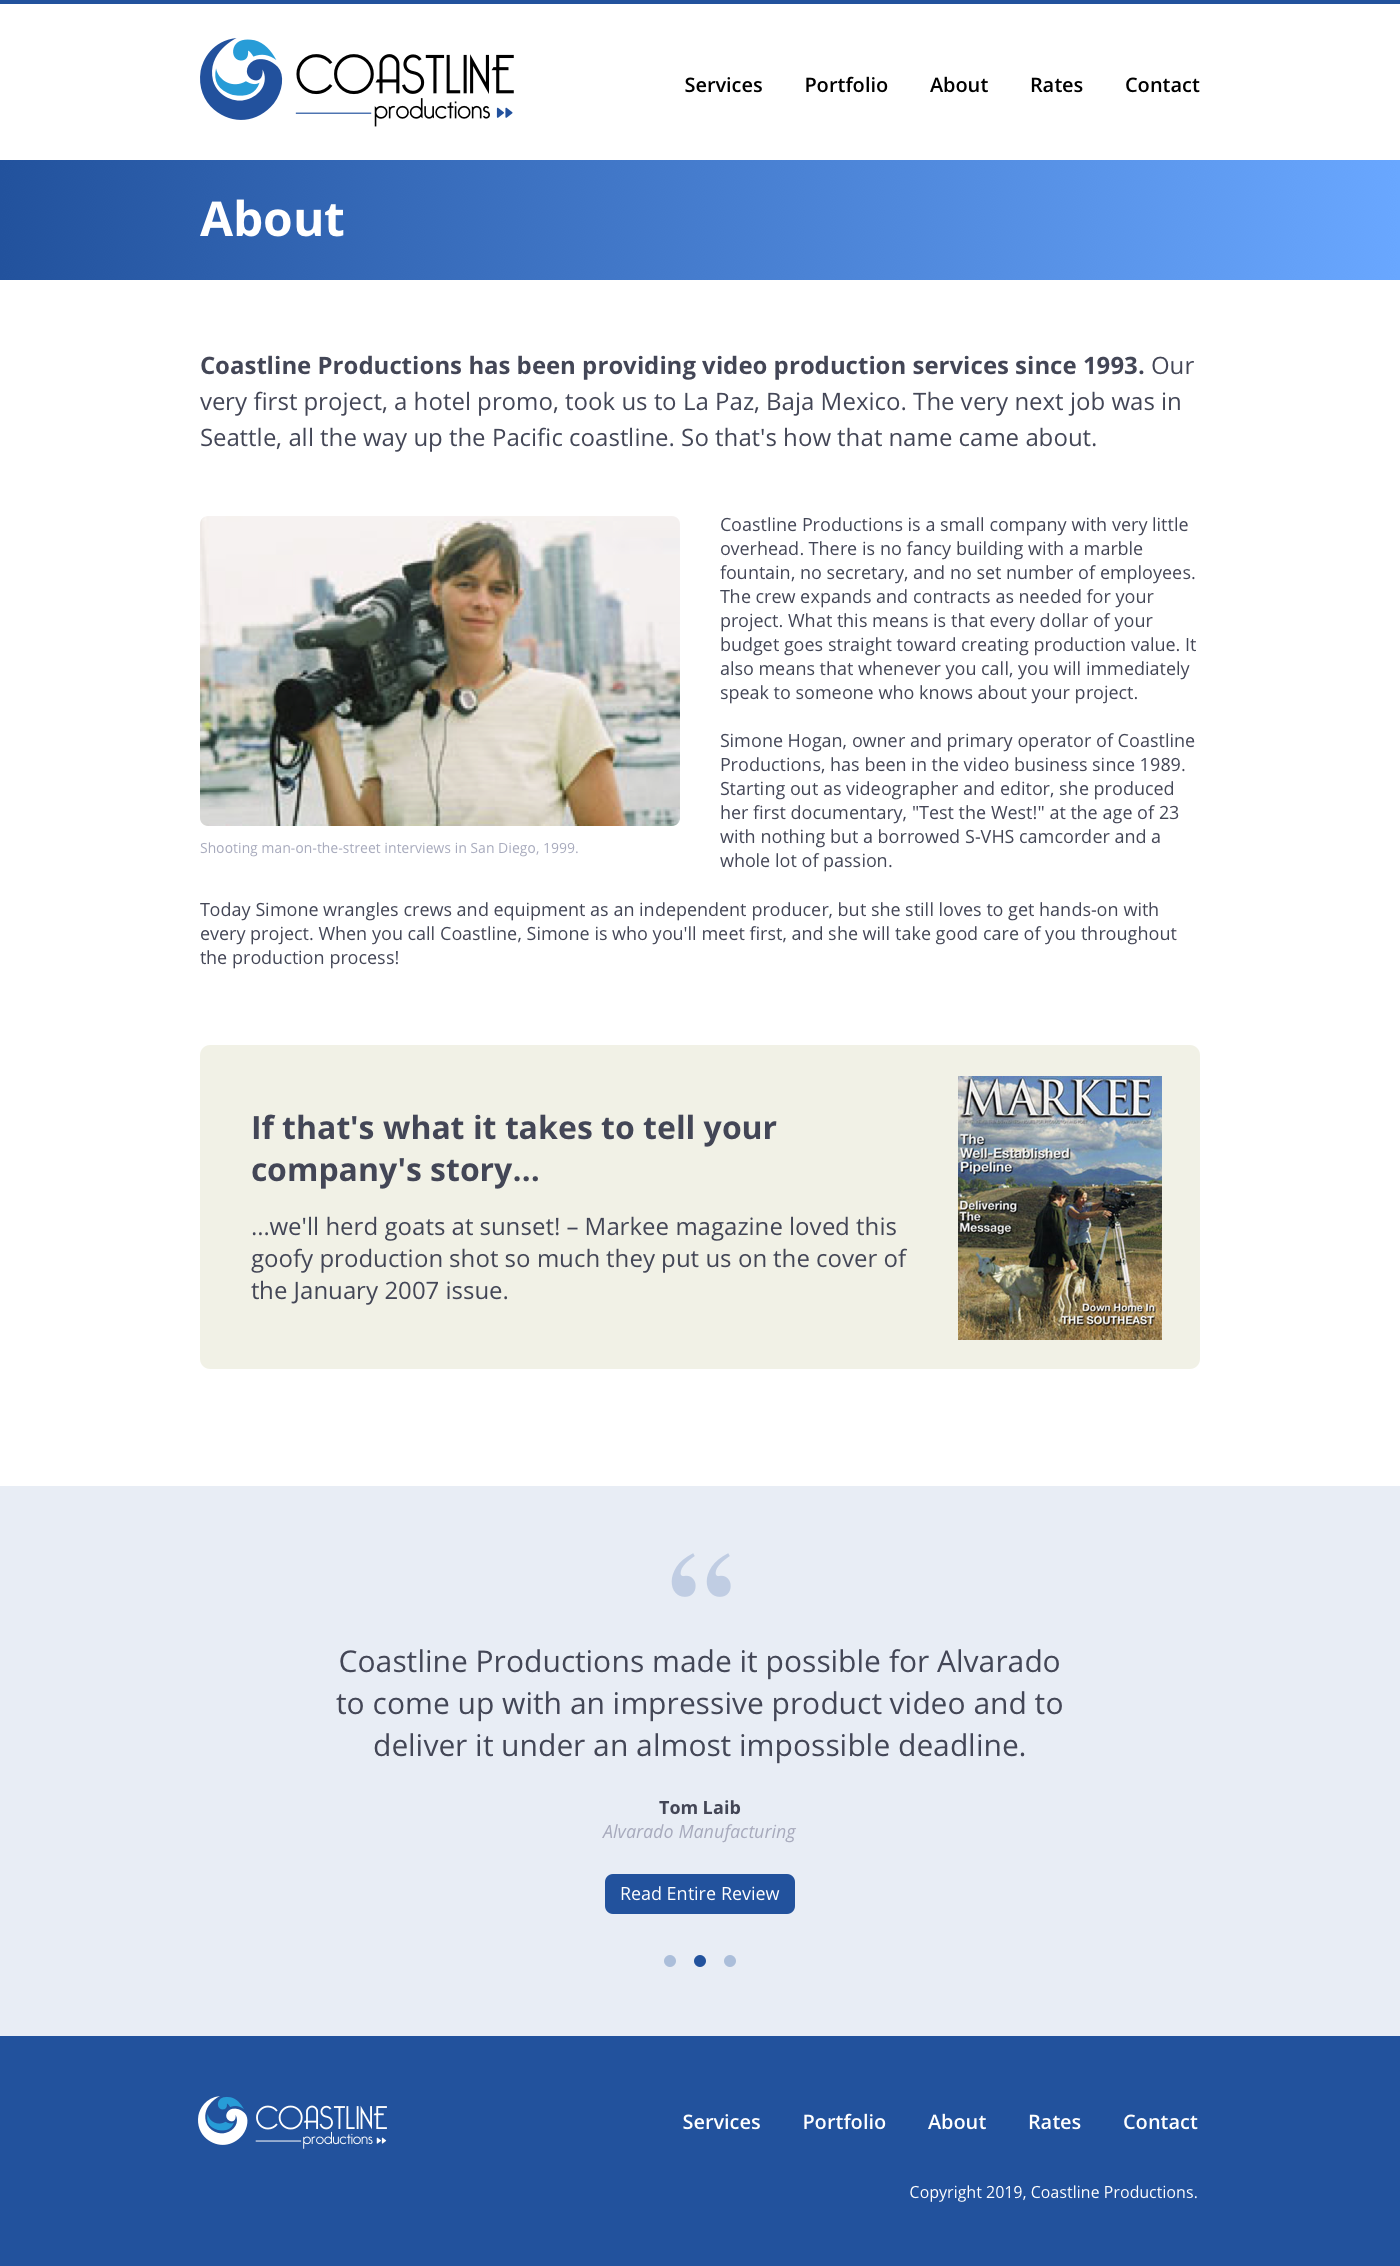 COASTLINE
productions
Services Portfolio About Rates Contact
About
Coastline Productions has been providing video production services since 1993. Our
very first project, a hotel promo, took us to La Paz, Baja Mexico. The very next job was in
Seattle, all the way up the Pacific coastline. So that's how that name came about.
Coastline Productions is a small company with very little
overhead. There is no fancy building with a marble
fountain, no secretary, and no set number of employees.
The crew expands and contracts as needed for your
project. What this means is that every dollar of your
budget goes straight toward creating production value. It
also means that whenever you call, you will immediately
speak to someone who knows about your project.
Simone Hogan, owner and primary operator of Coastline
Productions, has been in the video business since 1989.
Starting out as videographer and editor, she produced
her first documentary, "Test the West!" at the age of 23
with nothing but a borrowed S-VHS camcorder and a
whole lot of passion.
Shooting man-on-the-street interviews in San Diego, 1999.
Today Simone wrangles crews and equipment as an independent producer, but she still loves to get hands-on with
every project. When you call Coastline, Simone is who you'll meet first, and she will take good care of you throughout
the production process!
If that's what it takes to tell your
company's story...
...we'll herd goats at sunset! – Markee magazine loved this
goofy production shot so much they put us on the cover of
the January 2007 issue.
MARKEE
The
Well-Established
Pipeline
Delivering
The
Message
Down Home In
THE SOUTHEAST
“
Coastline Productions made it possible for Alvarado
to come up with an impressive product video and to
deliver it under an almost impossible deadline.
Tom Laib
Alvarado Manufacturing
Read Entire Review
COASTLINE
productions
Services Portfolio About Rates Contact
Copyright 2019, Coastline Productions.